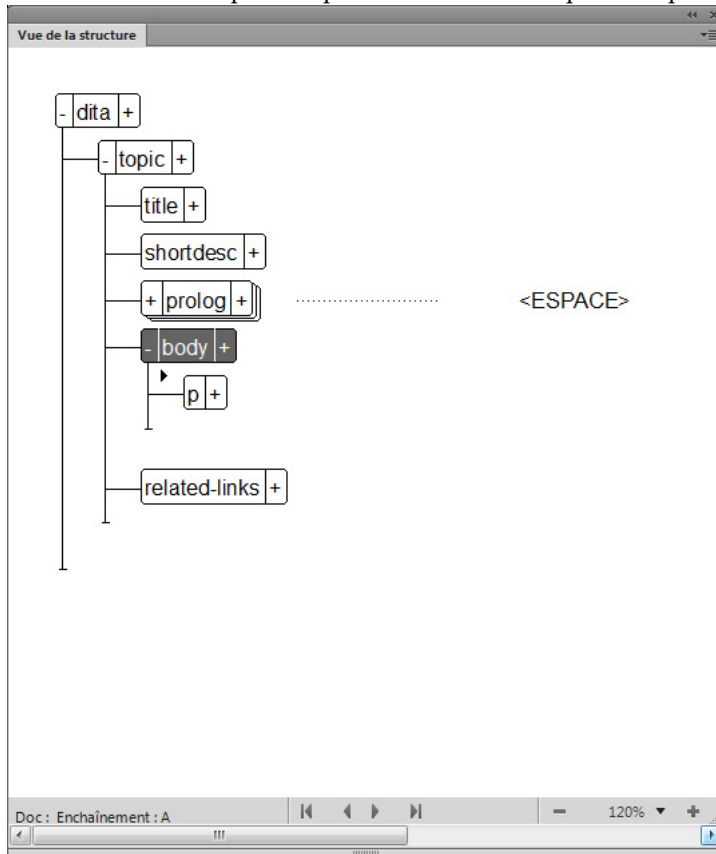 Vue de la structure
- dita +
- topic +
title +
shortdesc +
+ prolog + <ESPACE>
- body +
p +
related-links +
Doc : Enchaînement : A 120%